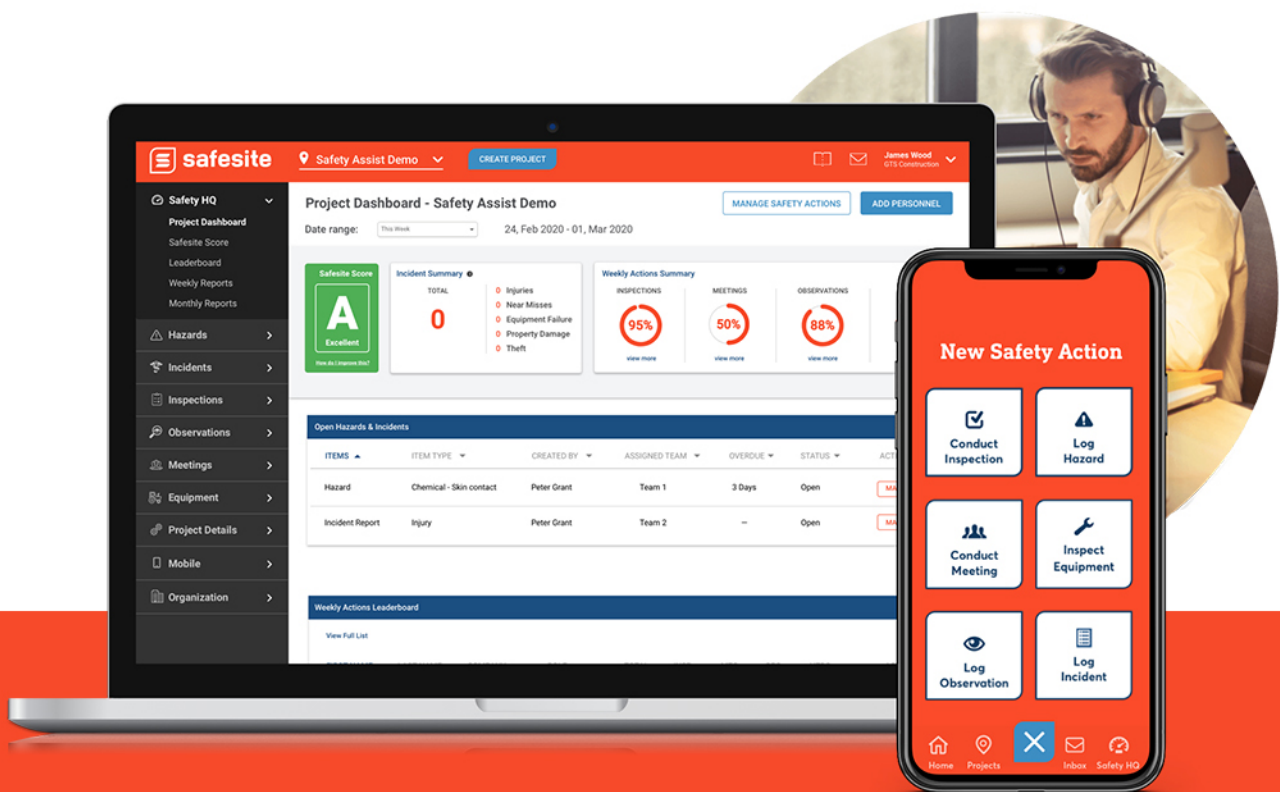 safesite
Safety Assist Demo
CREATE PROJECT
James Wood
GTS Construction
Safety HQ
Project Dashboard
Safesite Score
Leaderboard
Weekly Reports
Monthly Reports
Hazards
Incidents
Inspections
Observations
Meetings
Equipment
Project Details
Mobile
Organization
Project Dashboard - Safety Assist Demo
MANAGE SAFETY ACTIONS
ADD PERSONNEL
Date range:
This Week
24, Feb 2020 - 01, Mar 2020
Safesite Score
A
Excellent
How do I improve this?
Incident Summary
TOTAL
0
0 Injuries
0 Near Misses
0 Equipment Failure
0 Property Damage
0 Theft
Weekly Actions Summary
INSPECTIONS
95%
view more
MEETINGS
50%
view more
OBSERVATIONS
88%
view more
Open Hazards & Incidents
ITEMS ITEM TYPE CREATED BY ASSIGNED TEAM OVERDUE STATUS ACT
Hazard Chemical - Skin contact Peter Grant Team 1 3 Days Open MA
Incident Report Injury Peter Grant Team 2 – Open MA
Weekly Actions Leaderboard
View Full List
New Safety Action
Conduct
Inspection
Log
Hazard
Conduct
Meeting
Inspect
Equipment
Log
Observation
Log
Incident
Home
Projects
Inbox
Safety HQ